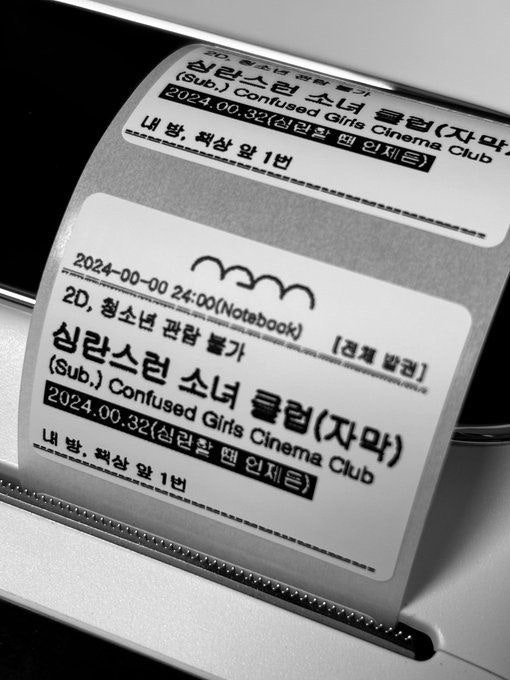 2D, 청소년 관람 불가
심란스런 소녀 클럽(자막)
(Sub.) Confused Girls Cinema Club
2024.00.32(심란할 땐 언제든)
내 방, 책상 앞 1번
2024-00-00 24:00(Notebook)
[전체 발권]
2D, 청소년 관람 불가
심란스런 소녀 클럽(자막)
(Sub.) Confused Girls Cinema Club
2024.00.32(심란할 땐 언제든)
내 방, 책상 앞 1번